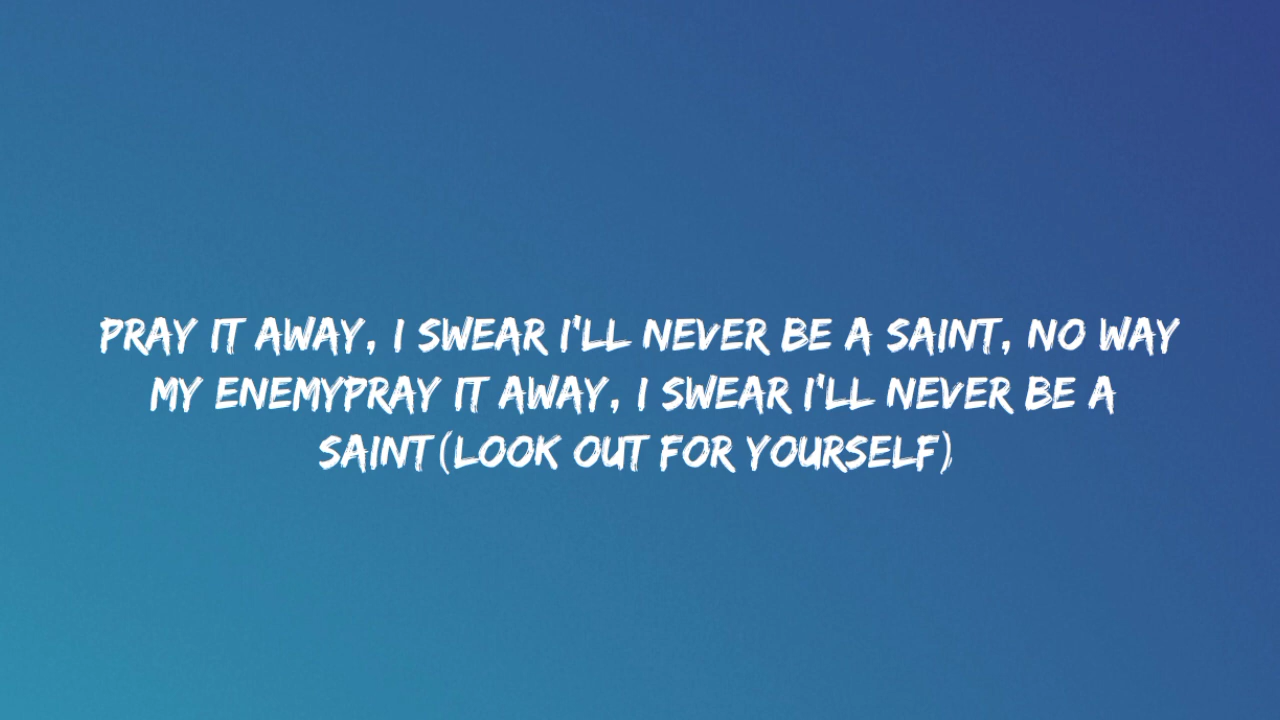 PRAY IT AWAY, I SWEAR I'LL NEVER BE A SAINT, NO WAY
MY ENEMYPRAY IT AWAY, I SWEAR I'LL NEVER BE A
SAINT (LOOK OUT FOR YOURSELF)